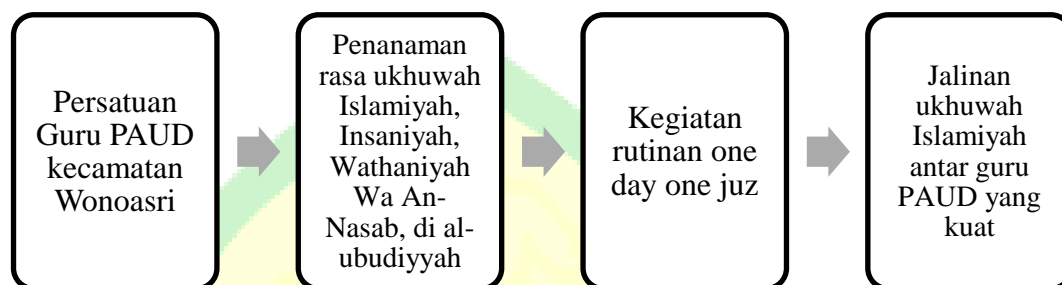 Persatuan
Guru PAUD
kecamatan
Wonoasri
Penanaman
rasa ukhuwah
Islamiyah,
Insaniyah,
Wathaniyah
Wa An-
Nasab, di al-
ubudiyyah
Kegiatan
rutinan one
day one juz
Jalinan
ukhuwah
Islamiyah
antar guru
PAUD yang
kuat